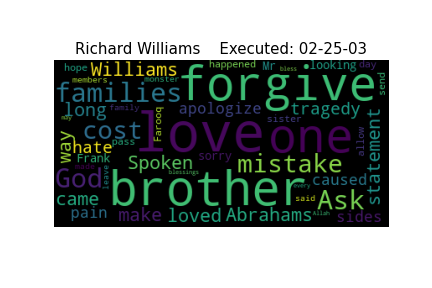 Richard Williams    Executed: 02-25-03
hope Williams happened Mr bless looking day
members monster forgive send
families
long apologize tragedy
way cost Farooq sister allow statement
hate love one
Frank pass sorry
may God family Spoken mistake
made leave blessings caused every
came brother Ask
pain make loved Abrahams said Allah sides